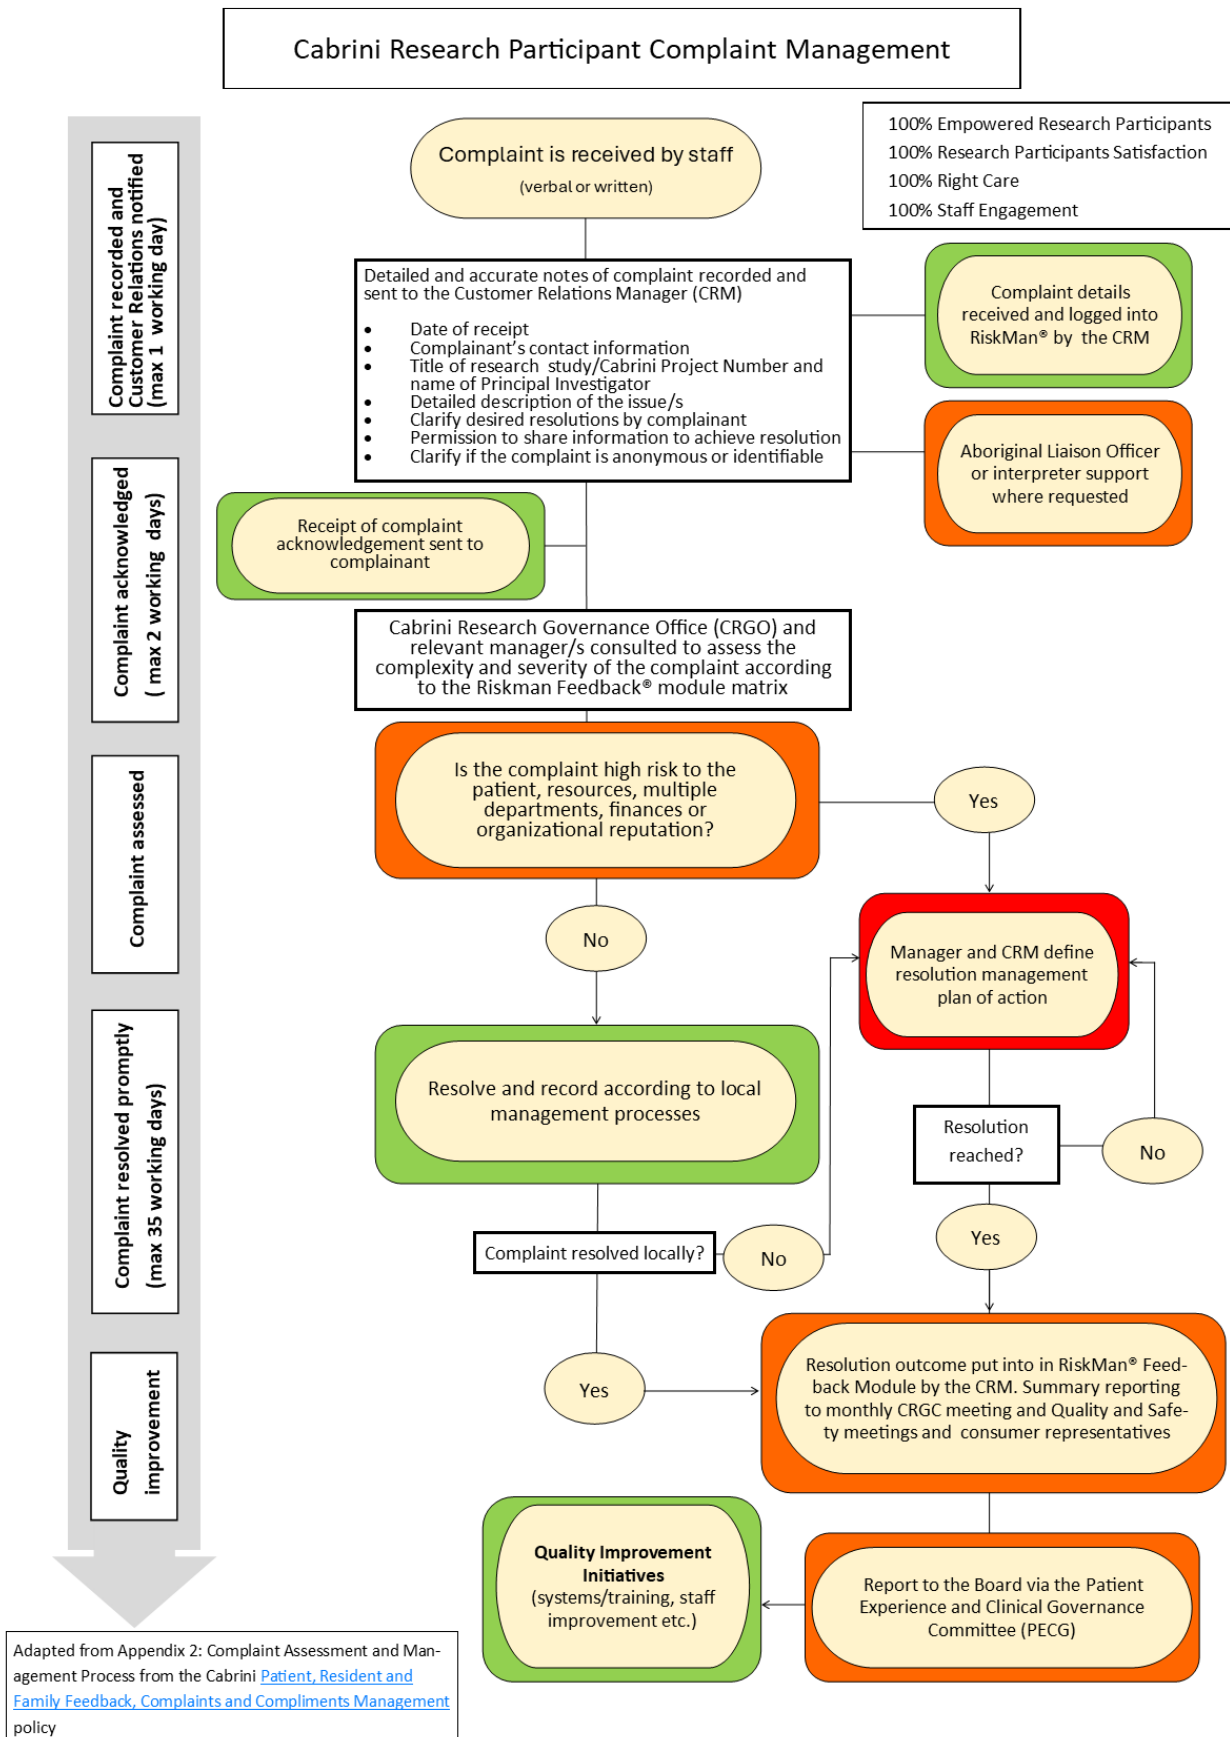 Cabrini Research Participant Complaint Management
100% Empowered Research Participants
100% Research Participants Satisfaction
100% Right Care
100% Staff Engagement
Complaint recorded and
Customer Relations notified
(max 1 working day)
Complaint is received by staff
(verbal or written)
Detailed and accurate notes of complaint recorded and
sent to the Customer Relations Manager (CRM)
• Date of receipt
• Complainant's contact information
• Title of research study/Cabrini Project Number and
name of Principal Investigator
• Detailed description of the issue/s
• Clarify desired resolutions by complainant
• Permission to share information to achieve resolution
• Clarify if the complaint is anonymous or identifiable
Complaint details
received and logged into
RiskMan® by the CRM
Aboriginal Liaison Officer
or interpreter support
where requested
Complaint acknowledged
( max 2 working days)
Receipt of complaint
acknowledgement sent to
complainant
Cabrini Research Governance Office (CRGO) and
relevant manager/s consulted to assess the
complexity and severity of the complaint according
to the Riskman Feedback® module matrix
Complaint assessed
Is the complaint high risk to the
patient, resources, multiple
departments, finances or
organizational reputation?
Yes
No
Manager and CRM define
resolution management
plan of action
Complaint resolved promptly
(max 35 working days)
Resolve and record according to local
management processes
Resolution
reached?
No
Yes
Complaint resolved locally?
No
Yes
Quality
improvement
Resolution outcome put into in RiskMan® Feed-
back Module by the CRM. Summary reporting
to monthly CRGC meeting and Quality and Safe-
ty meetings and consumer representatives
Quality Improvement
Initiatives
(systems/training, staff
improvement etc.)
Report to the Board via the Patient
Experience and Clinical Governance
Committee (PECG)
Adapted from Appendix 2: Complaint Assessment and Man-
agement Process from the Cabrini Patient, Resident and
Family Feedback, Complaints and Compliments Management
policy